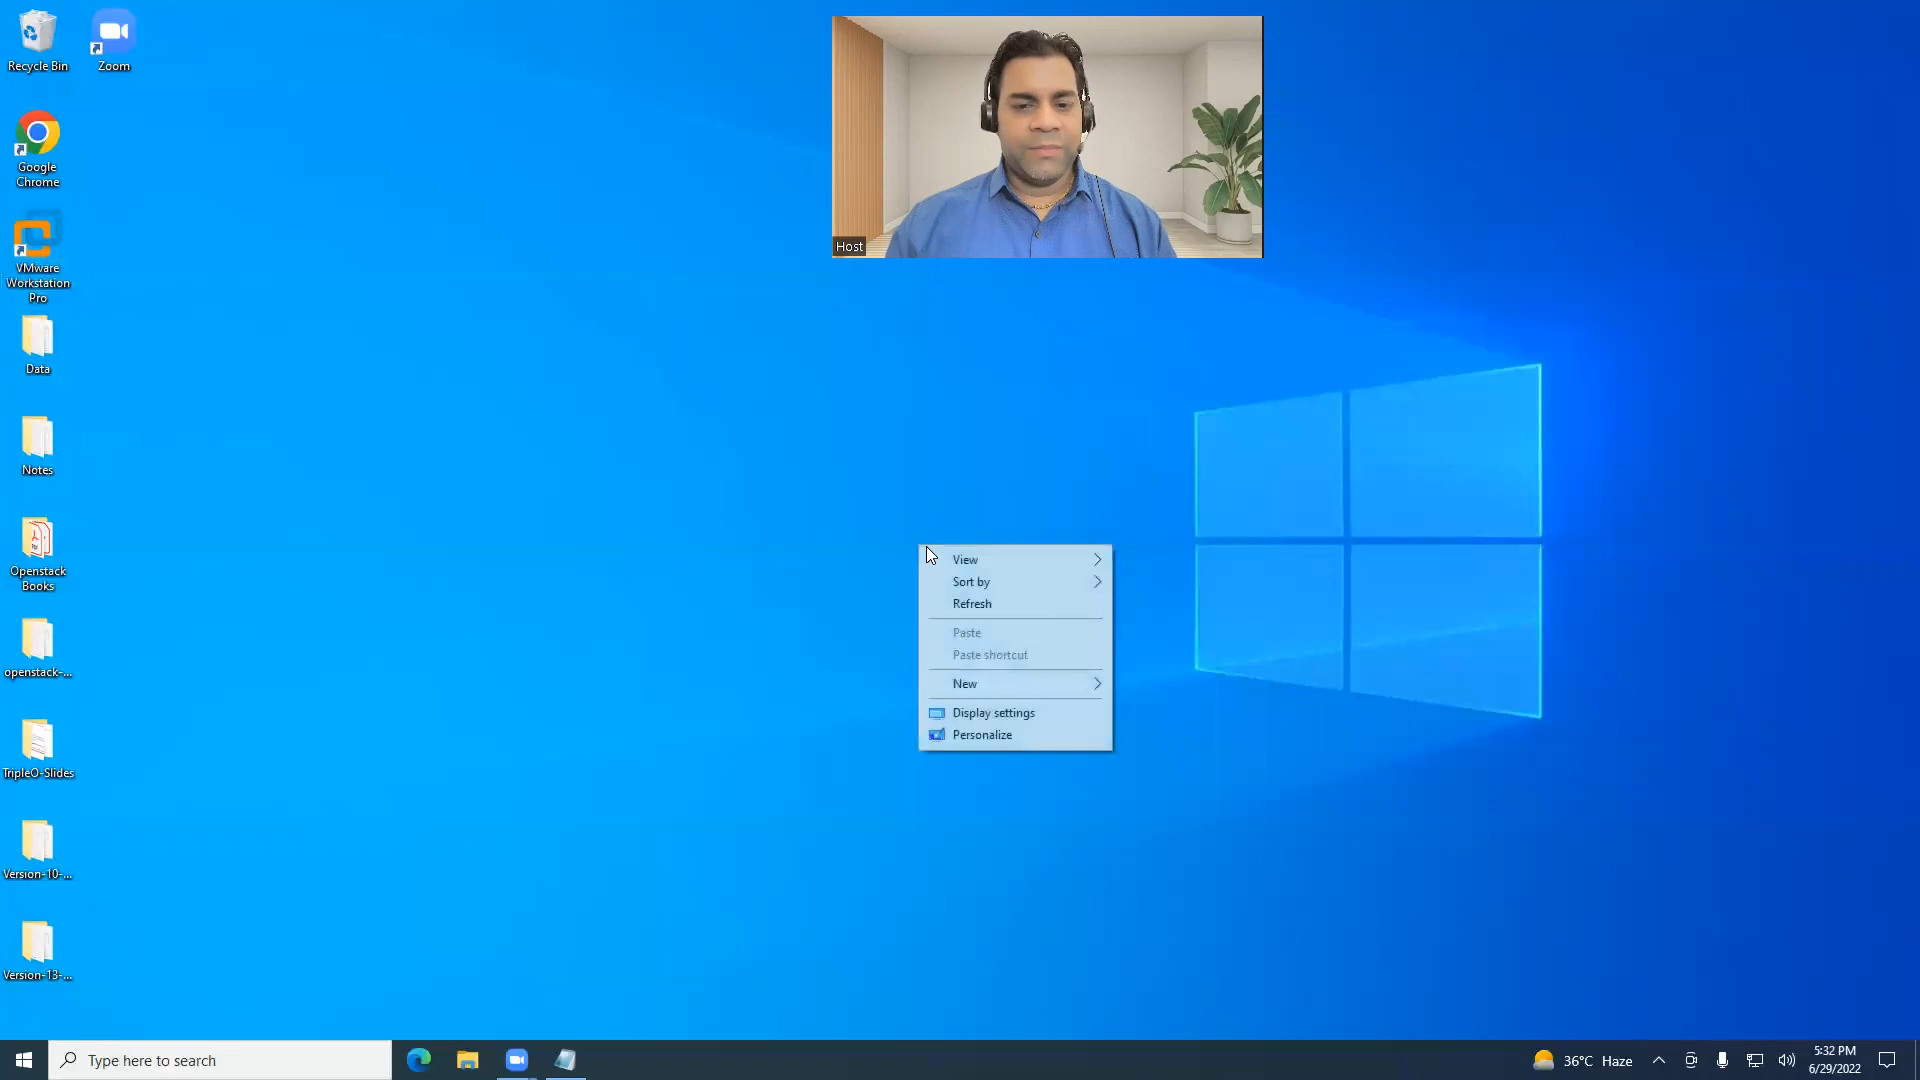 Recycle Bin
Zoom
Google
Chrome
VMware
Workstation
Pro
Data
Notes
Openstack
Books
openstack-...
TripleO-Slides
Version-10-...
Version-13-...
Host
View
Sort by
Refresh
Paste
Paste shortcut
New
Display settings
Personalize
Type here to search
36°C Haze
5:32 PM
6/29/2022